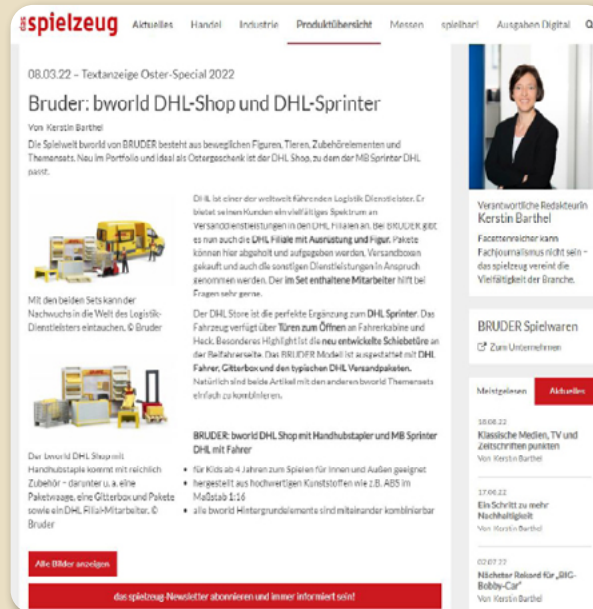 das spielzeug
Aktuelles Handel Industrie Produktübersicht Messen spielbar! Ausgaben Digital
08.03.22 – Textanzeige Oster-Special 2022
Bruder: bworld DHL-Shop und DHL-Sprinter
Von Kerstin Barthel
Die Spielwelt bworld von BRUDER besteht aus beweglichen Figuren, Tieren, Zubehörelementen und
Themensets. Neu im Portfolio und ideal als Ostergeschenk ist der DHL Shop, zu dem der MB Sprinter DHL
passt.
Mit den beiden Sets kann der
Nachwuchs in die Welt des Logistik-
Dienstleisters eintauchen. © Bruder
Der bworld DHL Shop mit
Handhubstaple kommt mit reichlich
Zubehör – darunter u. a. eine
Paketwaage, eine Gitterbox und Pakete
sowie ein DHL Filial-Mitarbeiter. ©
Bruder
DHL ist einer der weltweit führenden Logistik Dienstleister. Er
bietet seinen Kunden ein vielfältiges Spektrum an
Versanddienstleistungen in den DHL Filialen an. Bei BRUDER gibt
es nun auch die DHL Filiale mit Ausrüstung und Figur. Pakete
können hier abgeholt und aufgegeben werden, Versandboxen
gekauft und auch die sonstigen Dienstleistungen in Anspruch
genommen werden. Der im Set enthaltene Mitarbeiter hilft bei
Fragen sehr gerne.
Der DHL Store ist die perfekte Ergänzung zum DHL Sprinter. Das
Fahrzeug verfügt über Türen zum Öffnen an Fahrerkabine und
Heck. Besonderes Highlight ist die neu entwickelte Schiebetüre an
der Beifahrerseite. Das BRUDER Modell ist ausgestattet mit DHL
Fahrer, Gitterbox und den typischen DHL Versandpaketen.
Natürlich sind beide Artikel mit den anderen bworld Themensets
einfach zu kombinieren.
BRUDER: bworld DHL Shop mit Handhubstapler und MB Sprinter
DHL mit Fahrer
• für Kids ab 4 Jahren zum Spielen für Innen und Außen geeignet
• hergestellt aus hochwertigen Kunststoffen wie z.B. ABS im
Maßstab 1:16
• alle bworld Hintergrundelemente sind miteinander kombinierbar
Alle Bilder anzeigen
das spielzeug-Newsletter abonnieren und immer informiert sein!
Verantwortliche Redakteurin
Kerstin Barthel
Facettenreicher kann
Fachjournalismus nicht sein –
das spielzeug vereint die
Vielfältigkeit der Branche.
BRUDER Spielwaren
Zum Unternehmen
Meistgelesen Aktuelles
Klassische Medien, TV und
Zeitschriften punkten
Von Kerstin Barthel
17.06.22
Ein Schritt zu mehr
Nachhaltigkeit
Von Kerstin Barthel
02.07.22
Nächster Rekord für „BIG-
Bobby-Car“
Von Kerstin Barthel